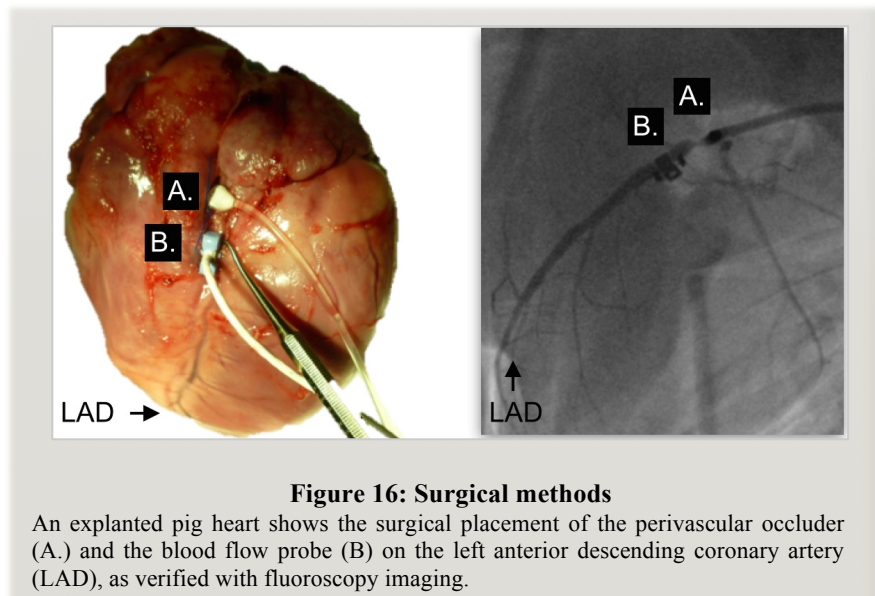 A.
B.
LAD
A.
B.
LAD
Figure 16: Surgical methods
An explanted pig heart shows the surgical placement of the perivascular occluder
(A.) and the blood flow probe (B) on the left anterior descending coronary artery
(LAD), as verified with fluoroscopy imaging.